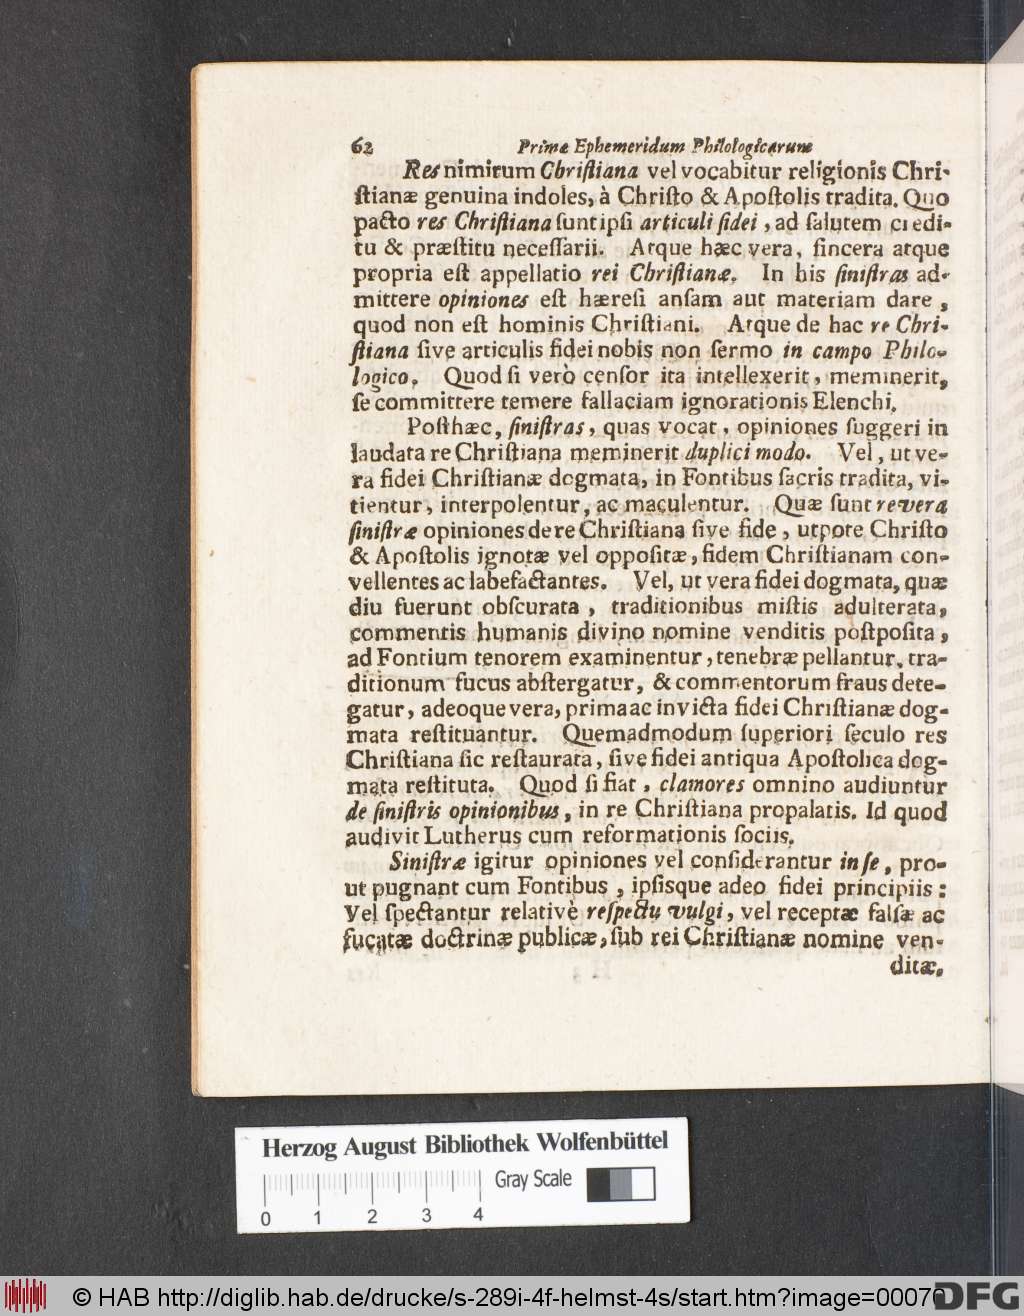 62 Primæ Ephemeridum Philologicarum
Res nimirum Chriſtiana vel vocabitur religionis Chri-
ſtianæ genuina indoles, à Chriſto & Apoſtolis tradita. Quo
pacto res Chriſtiana ſunt ipſi articuli fidei, ad ſalutem credi-
tu & præſtitu neceſſarii. Atque hæc vera, ſincera atque
propria eſt appellatio rei Chriſtianæ. In his ſiniſtras ad-
mittere opiniones eſt hæreſi anſam aut materiam dare,
quod non eſt hominis Chriſtiani. Atque de hac re Chri-
ſtiana ſive articulis fidei nobis non ſermo in campo Philo-
logico. Quod ſi verò cenſor ita intellexerit, meminerit,
ſe committere temere fallaciam ignorationis Elenchi.
Poſthæc, ſiniſtras, quas vocat, opiniones ſuggeri in
laudata re Chriſtiana meminerit duplici modo. Vel, ut ve-
ra fidei Chriſtianæ dogmata, in Fontibus ſacris tradita, vi-
tientur, interpolentur, ac maculentur. Quæ ſunt revera
ſiniſtræ opiniones de re Chriſtiana ſive fide, utpote Chriſto
& Apoſtolis ignotæ vel oppoſitæ, fidem Chriſtianam con-
vellentes ac labefactantes. Vel, ut vera fidei dogmata, quæ
diu fuerunt obſcurata, traditionibus miſtis adulterata,
commentis humanis divino nomine venditis poſtpoſita,
ad Fontium tenorem examinentur, tenebræ pellantur, tra-
ditionum fucus abſtergatur, & commentorum fraus dete-
gatur, adeoque vera, prima ac invicta fidei Chriſtianæ dog-
mata reſtituantur. Quemadmodum ſuperiori ſeculo res
Chriſtiana ſic reſtaurata, ſive fidei antiqua Apoſtolica dog-
mata reſtituta. Quod ſi fiat, clamores omnino audiuntur
de ſiniſtris opinionibus, in re Chriſtiana propalatis. Id quod
audivit Lutherus cum reformationis ſociis.
Siniſtræ igitur opiniones vel conſiderantur in ſe, pro-
ut pugnant cum Fontibus, ipſisque adeo fidei principiis:
Vel ſpectantur relativè reſpectu vulgi, vel receptæ falſæ ac
fucatæ doctrinæ publicæ, ſub rei Chriſtianæ nomine ven-
ditæ.
Herzog August Bibliothek Wolfenbüttel
Gray Scale
0 1 2 3 4
© HAB http://diglib.hab.de/drucke/s-289i-4f-helmst-4s/start.htm?image=00070
DFG